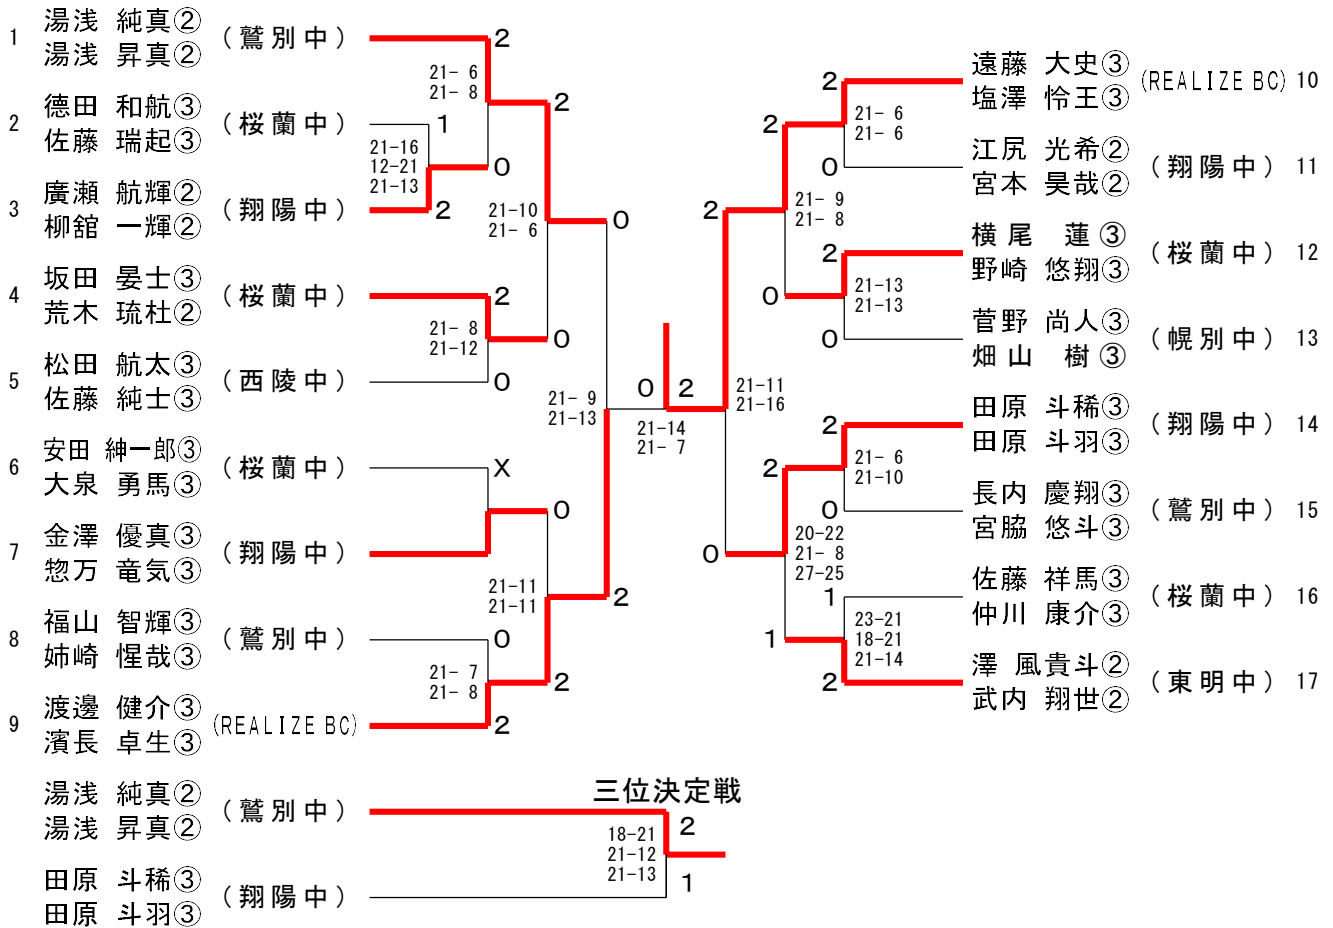 1 湯浅 純真② (鷲別中)
湯浅 昇真②
2 21- 6
21- 8
2 德田 和航③ (桜蘭中)
佐藤 瑞起③
1 2
21-16
12-21
21-13
0
3 廣瀬 航輝② (翔陽中)
柳舘 一輝②
2 21-10
21- 6
0
4 坂田 晏士③ (桜蘭中)
荒木 琉杜②
2 21- 8
21-12
0
5 松田 航太③ (西陵中)
佐藤 純士③
0 21- 9
21-13
6 安田 紳一郎③ (桜蘭中)
大泉 勇馬③
X
0
7 金澤 優真③ (翔陽中)
惣万 竜気③
21-11
21-11
2
8 福山 智輝③ (鷲別中)
姉崎 惺哉③
0 21- 7
21- 8
2
9 渡邊 健介③ (REALIZE BC)
濱長 卓生③
2
0 2
21-14
21- 7
2 遠藤 大史③ (REALIZE BC) 10
塩澤 怜王③
2 21- 6
21- 6
0 江尻 光希② (翔陽中) 11
宮本 昊哉②
2 21- 9
21- 8
2 横尾 蓮③ (桜蘭中) 12
野崎 悠翔③
0 21-13
21-13
0 菅野 尚人③ (幌別中) 13
畑山 樹③
21-11
21-16
2 田原 斗稀③ (翔陽中) 14
田原 斗羽③
2 21- 6
21-10
0 長内 慶翔③ (鷲別中) 15
宮脇 悠斗③
0 20-22
21- 8
27-25
1 佐藤 祥馬③ (桜蘭中) 16
仲川 康介③
1 23-21
18-21
21-14
2 澤 風貴斗② (東明中) 17
武内 翔世②
三位決定戦
湯浅 純真② (鷲別中)
湯浅 昇真②
2
18-21
21-12
21-13
1
田原 斗稀③ (翔陽中)
田原 斗羽③